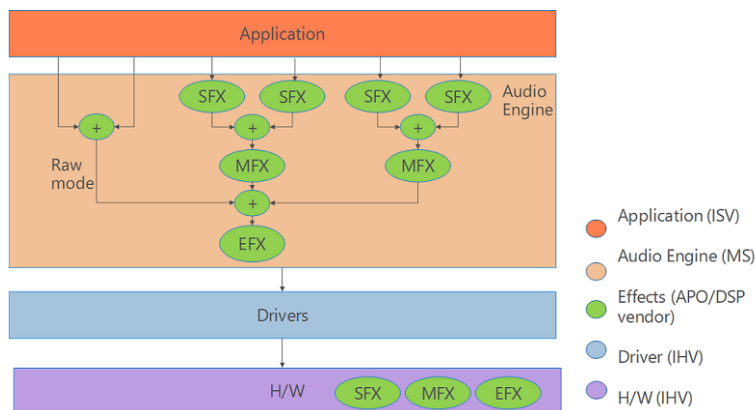 Application
SFX SFX SFX SFX Audio
Engine
+ + +
Raw
mode
MFX MFX
+
EFX
Drivers
H/W SFX MFX EFX
Application (ISV)
Audio Engine (MS)
Effects (APO/DSP
vendor)
Driver (IHV)
H/W (IHV)